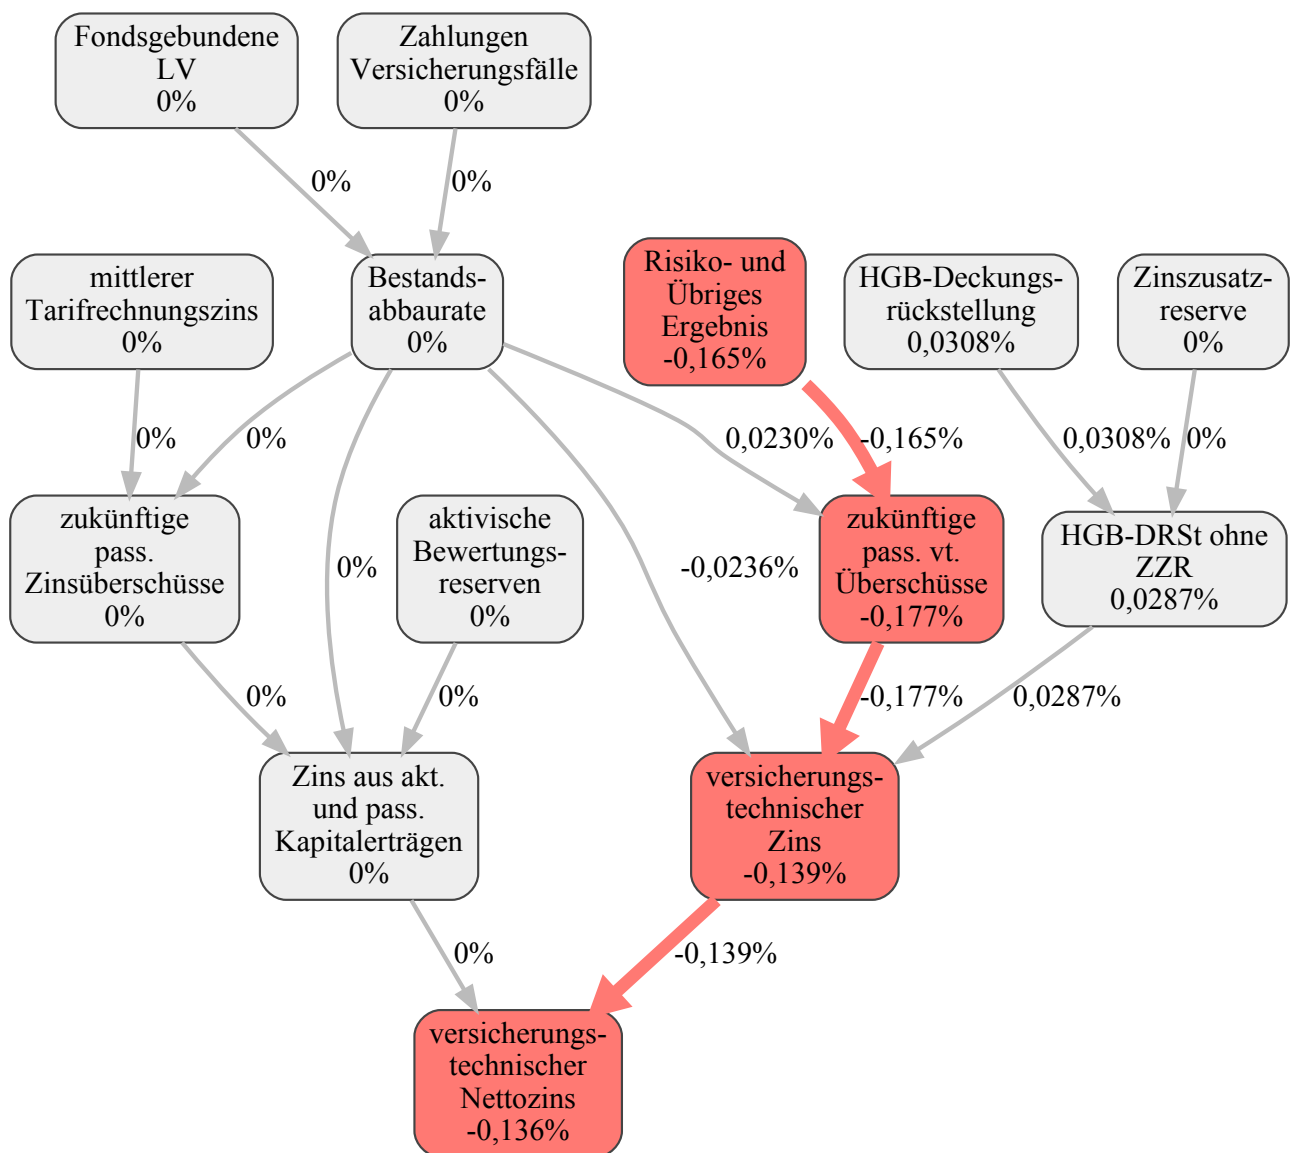 Fondsgebundene
LV
0%
Zahlungen
Versicherungsfälle
0%
0%
0%
mittlerer
Tarifrechnungszins
0%
Bestands-
abbaurate
0%
Risiko- und
Übriges
Ergebnis
-0,165%
HGB-Deckungs-
rückstellung
0,0308%
Zinszusatz-
reserve
0%
0%
0%
0,0230%
-0,165%
0,0308%
0%
zukünftige
pass.
Zinsüberschüsse
0%
0%
aktivische
Bewertungs-
reserven
0%
-0,0236%
zukünftige
pass. vt.
Überschüsse
-0,177%
HGB-DRSt ohne
ZZR
0,0287%
0%
0%
-0,177%
0,0287%
Zins aus akt.
und pass.
Kapitalerträgen
0%
versicherungs-
technischer
Zins
-0,139%
0%
-0,139%
versicherungs-
technischer
Nettozins
-0,136%